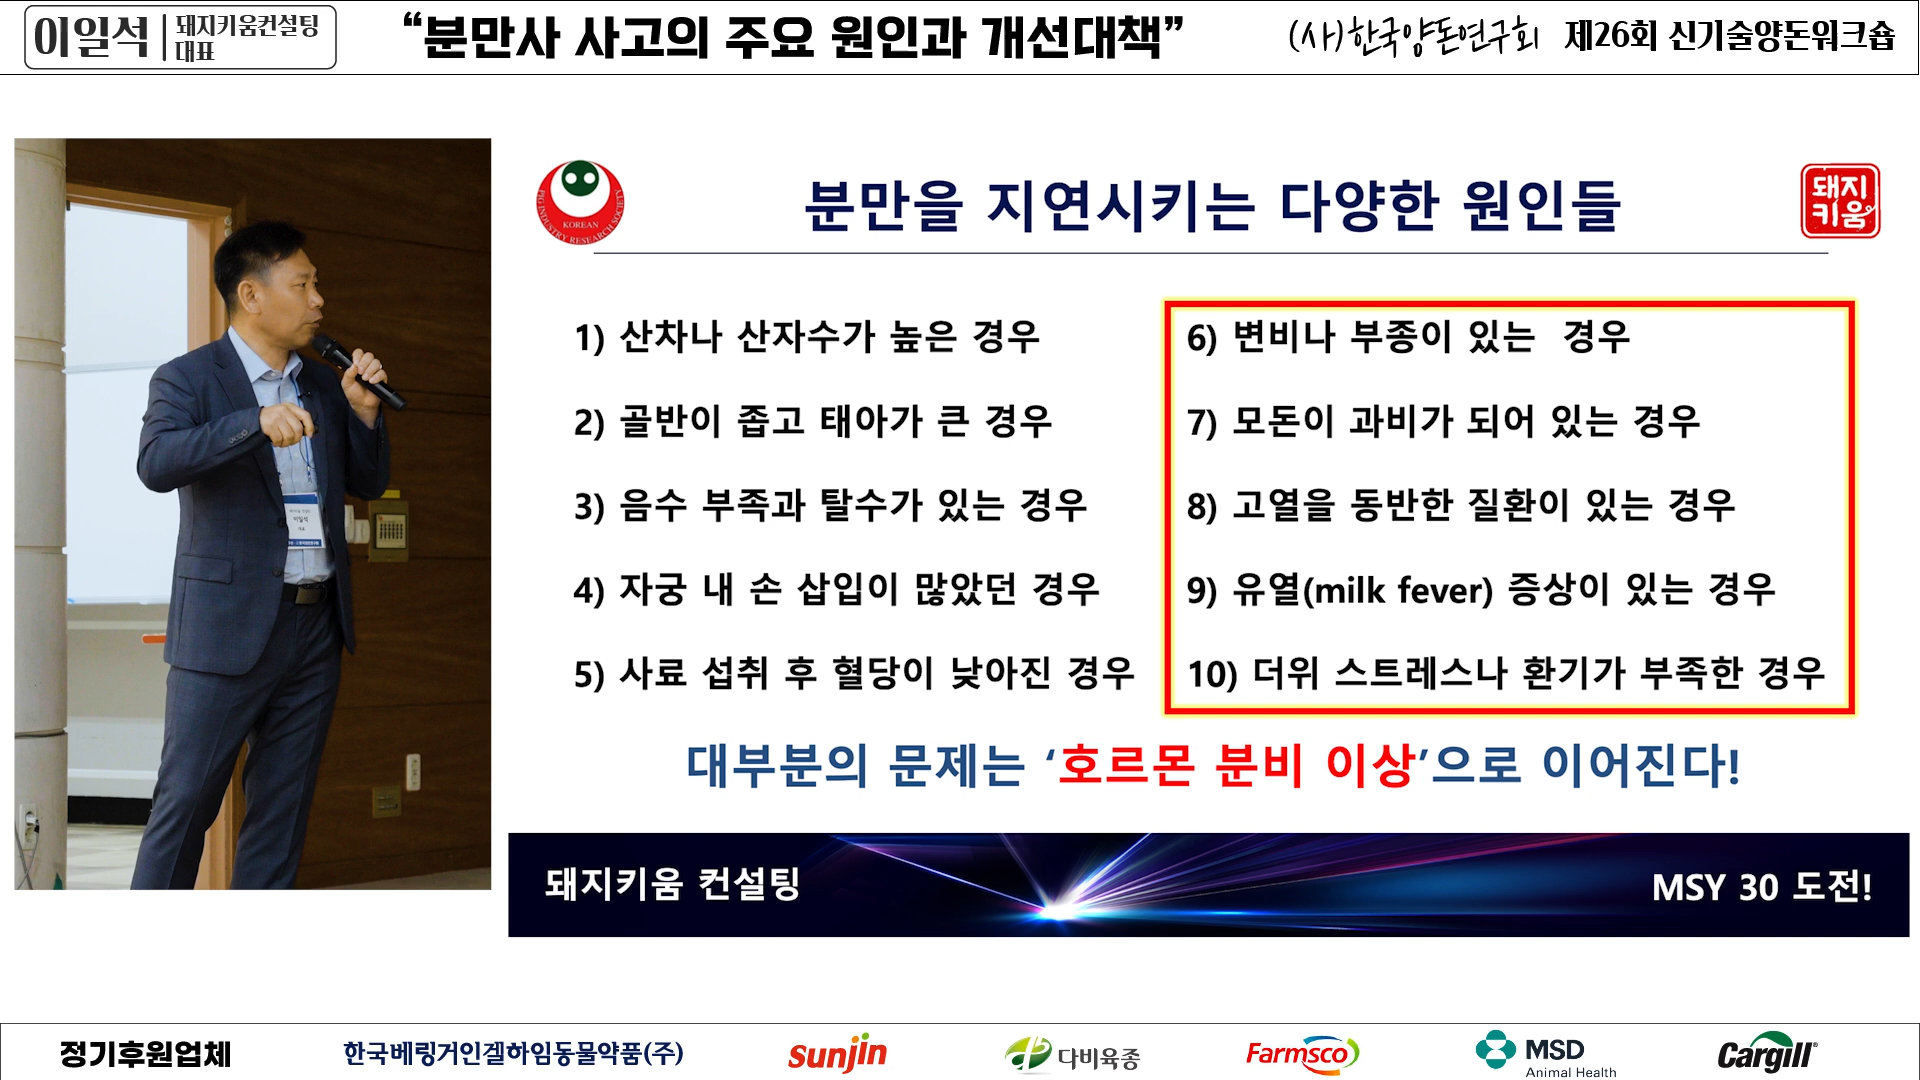 이일석
돼지키움컨설팅
대표
“분만사 사고의 주요 원인과 개선대책”
(사)한국양돈연구회 제26회 신기술양돈워크숍
KOREAN
PIG INDUSTRY RESEARCH SOCIETY
분만을 지연시키는 다양한 원인들
돼지
키움
1) 산차나 산자수가 높은 경우
2) 골반이 좁고 태아가 큰 경우
3) 음수 부족과 탈수가 있는 경우
4) 자궁 내 손 삽입이 많았던 경우
5) 사료 섭취 후 혈당이 낮아진 경우
6) 변비나 부종이 있는 경우
7) 모돈이 과비가 되어 있는 경우
8) 고열을 동반한 질환이 있는 경우
9) 유열(milk fever) 증상이 있는 경우
10) 더위 스트레스나 환기가 부족한 경우
대부분의 문제는 ‘호르몬 분비 이상’으로 이어진다!
이일석
대표
돼지키움 컨설팅
MSY 30 도전!
정기후원업체
한국베링거인겔하임동물약품(주)
sunjin
다비육종
Farmsco
MSD
Animal Health
Cargill